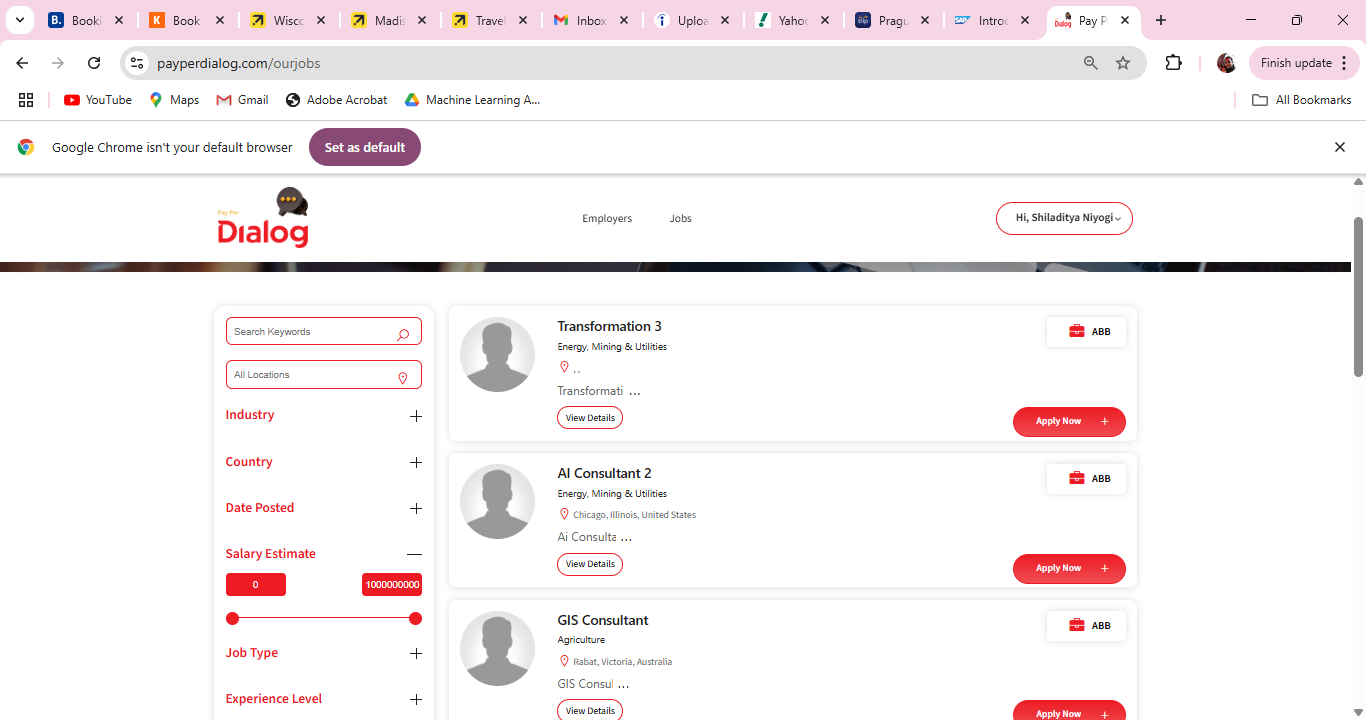 Booki
Book
Wisco
Madis
Travel
Inbox
Uploa
Yahoo
Pragu
SAP Introd
Dialog Pay Pe
payperdialog.com/ourjobs
Finish update
YouTube
Maps
Gmail
Adobe Acrobat
Machine Learning A...
All Bookmarks
Google Chrome isn't your default browser
Set as default
Pay Per
Dialog
Employers
Jobs
Hi, Shiladitya Niyogi
Search Keywords
All Locations
Industry
Country
Date Posted
Salary Estimate
0
1000000000
Job Type
Experience Level
Transformation 3
ABB
Energy, Mining & Utilities
, ,
Transformati ...
View Details
Apply Now +
AI Consultant 2
ABB
Energy, Mining & Utilities
Chicago, Illinois, United States
Ai Consulta ...
View Details
Apply Now +
GIS Consultant
ABB
Agriculture
Rabat, Victoria, Australia
GIS Consul ...
View Details
Apply Now +